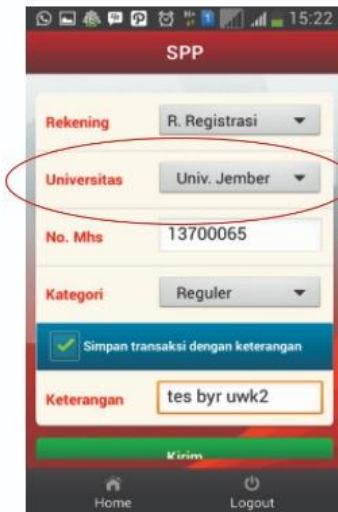 15:22
SPP
Rekening R. Registrasi
Universitas Univ. Jember
No. Mhs 13700065
Kategori Reguler
Simpan transaksi dengan keterangan
Keterangan tes byr uwk2
Kirim
Home Logout